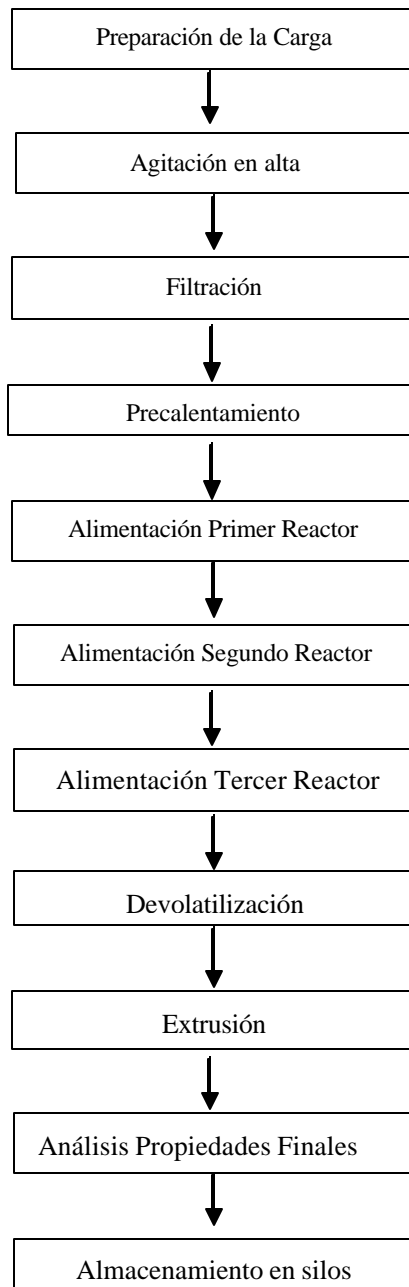 Preparación de la Carga
Agitación en alta
Filtración
Precalentamiento
Alimentación Primer Reactor
Alimentación Segundo Reactor
Alimentación Tercer Reactor
Devolatilización
Extrusión
Análisis Propiedades Finales
Almacenamiento en silos